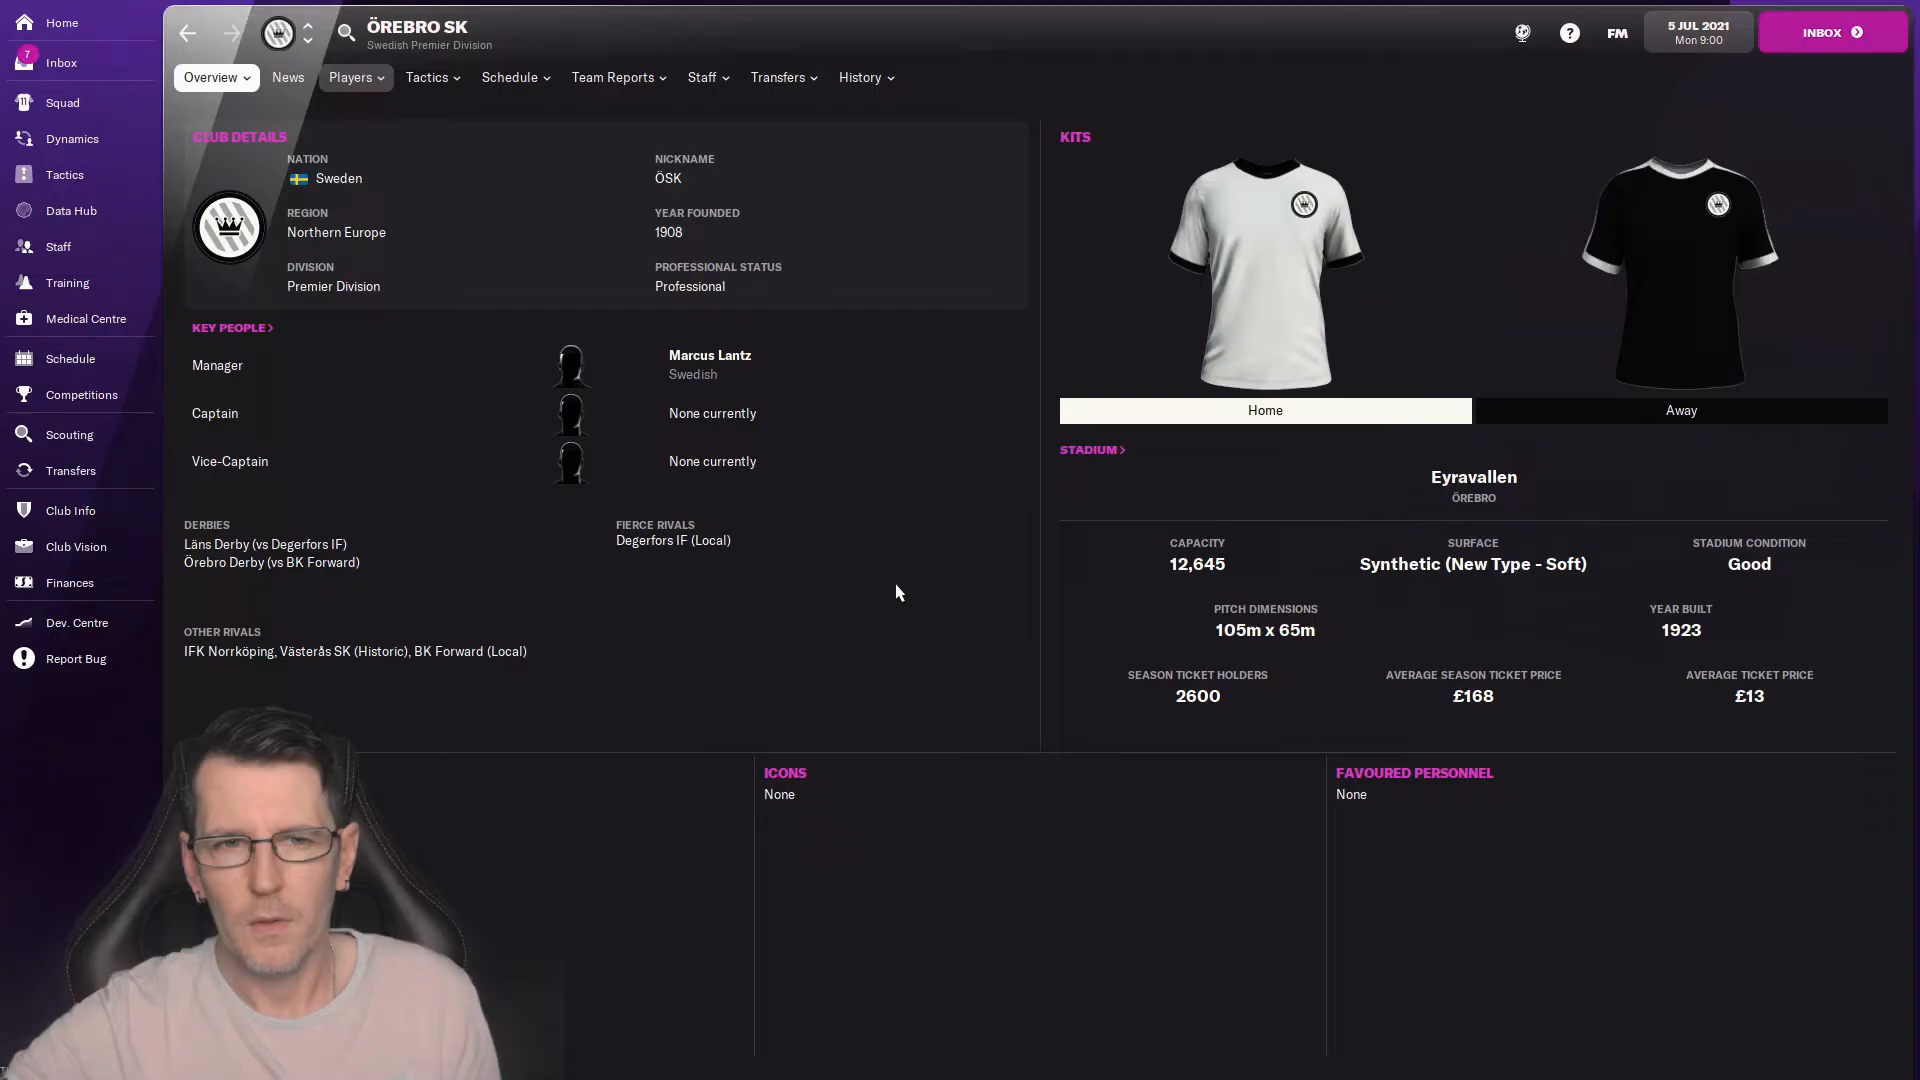 Home
7
Inbox
Squad
Dynamics
Tactics
Data Hub
Staff
Training
Medical Centre
Schedule
Competitions
Scouting
Transfers
Club Info
Club Vision
Finances
Dev. Centre
Report Bug
ÖREBRO SK
Swedish Premier Division
?
FM
5 JUL 2021
Mon 9:00
INBOX
Overview
News
Players
Tactics
Schedule
Team Reports
Staff
Transfers
History
CLUB DETAILS
NATION
Sweden
NICKNAME
ÖSK
REGION
Northern Europe
YEAR FOUNDED
1908
DIVISION
Premier Division
PROFESSIONAL STATUS
Professional
KEY PEOPLE
Manager
Marcus Lantz
Swedish
Captain
None currently
Vice-Captain
None currently
DERBIES
Läns Derby (vs Degerfors IF)
Örebro Derby (vs BK Forward)
FIERCE RIVALS
Degerfors IF (Local)
OTHER RIVALS
IFK Norrköping, Västerås SK (Historic), BK Forward (Local)
KITS
Home
Away
STADIUM
Eyravallen
ÖREBRO
CAPACITY
12,645
SURFACE
Synthetic (New Type - Soft)
STADIUM CONDITION
Good
PITCH DIMENSIONS
105m x 65m
YEAR BUILT
1923
SEASON TICKET HOLDERS
2600
AVERAGE SEASON TICKET PRICE
£168
AVERAGE TICKET PRICE
£13
ICONS
None
FAVOURED PERSONNEL
None